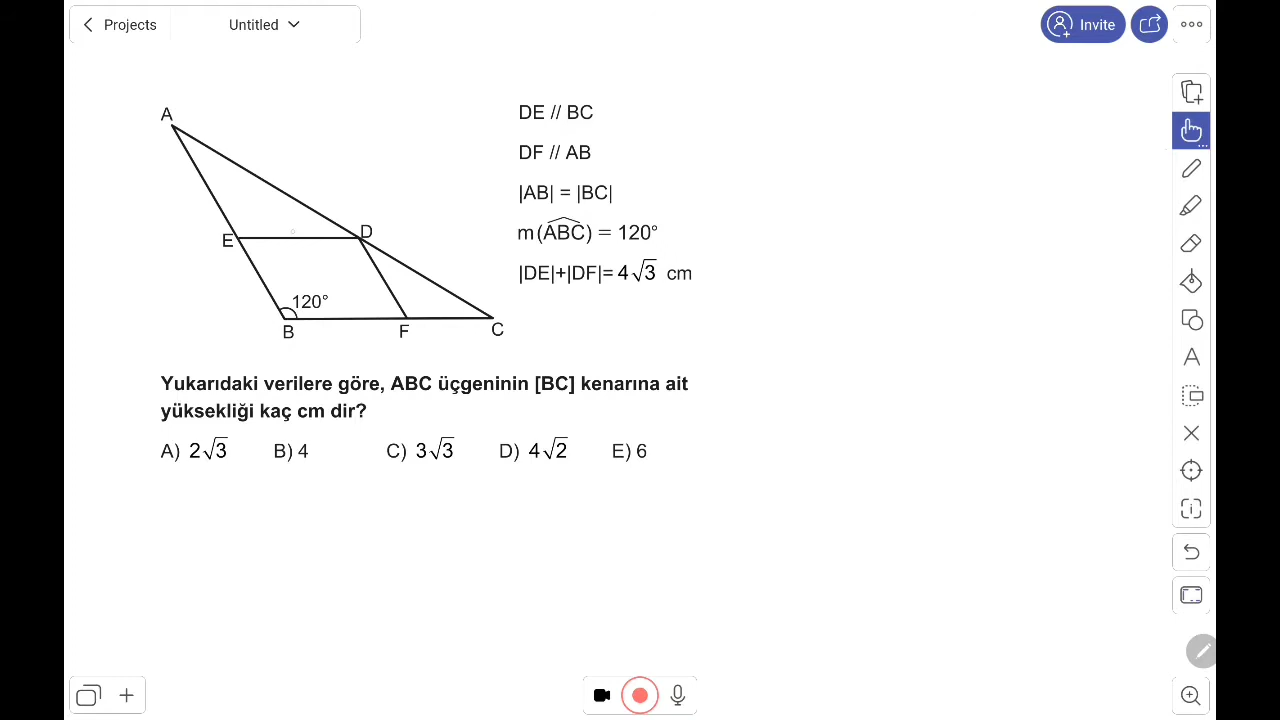 Projects
Untitled
Invite
A
E
D
120°
B
F
C
DE // BC
DF // AB
|AB| = |BC|
m(ABC) = 120°
|DE|+|DF|= 4√3 cm
Yukarıdaki verilere göre, ABC üçgeninin [BC] kenarına ait
yüksekliği kaç cm dir?
A) 2√3 B) 4 C) 3√3 D) 4√2 E) 6